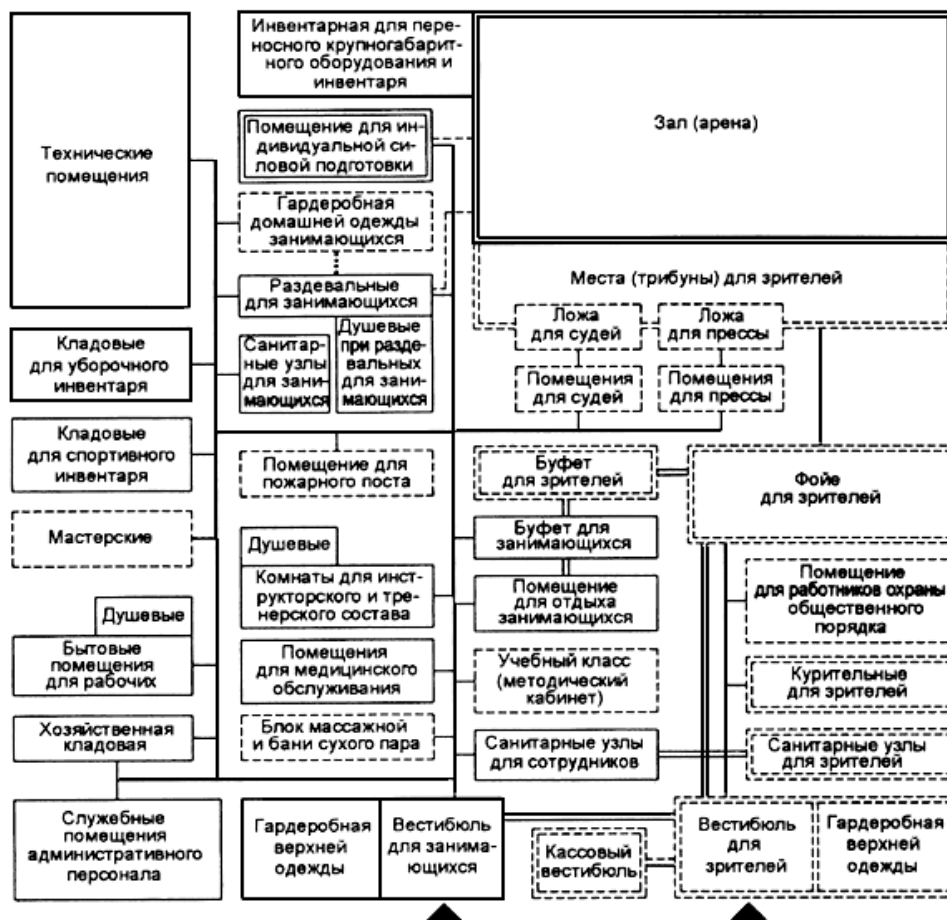 Инвентарная для пере-
носного крупногабарит-
ного оборудования и
инвентаря
Зал (арена)
Технические
помещения
Помещение для ин-
дивидуальной си-
ловой подготовки
Гардеробная
домашней одежды
занимающихся
Раздевальные
для занимающихся
Места (трибуны) для зрителей
Ложа
для судей
Ложа
для прессы
Кладовые
для уборочного
инвентаря
Санитар-
ные узлы
для зани-
мающихся
Душевые
при разде-
вальных
для зани-
мающихся
Помещения
для судей
Помещения
для прессы
Кладовые
для спортивного
инвентаря
Помещение для
пожарного поста
Буфет
для зрителей
Фойе
для зрителей
Мастерские
Душевые
Комнаты для инст-
рукторского и тре-
нерского состава
Буфет для
занимающихся
Помещение
для отдыха
занимающихся
Помещение
для работников охраны
общественного
порядка
Душевые
Бытовые
помещения
для рабочих
Помещения
для медицинского
обслуживания
Учебный класс
(методический
кабинет)
Курительные
для зрителей
Хозяйственная
кладовая
Блок массажной
и бани сухого пара
Санитарные узлы
для сотрудников
Санитарные узлы
для зрителей
Служебные
помещения
административного
персонала
Гардеробная
верхней
одежды
Вестибюль
для занима-
ющихся
Кассовый
вестибюль
Вестибюль
для
зрителей
Гардеробная
верхней
одежды